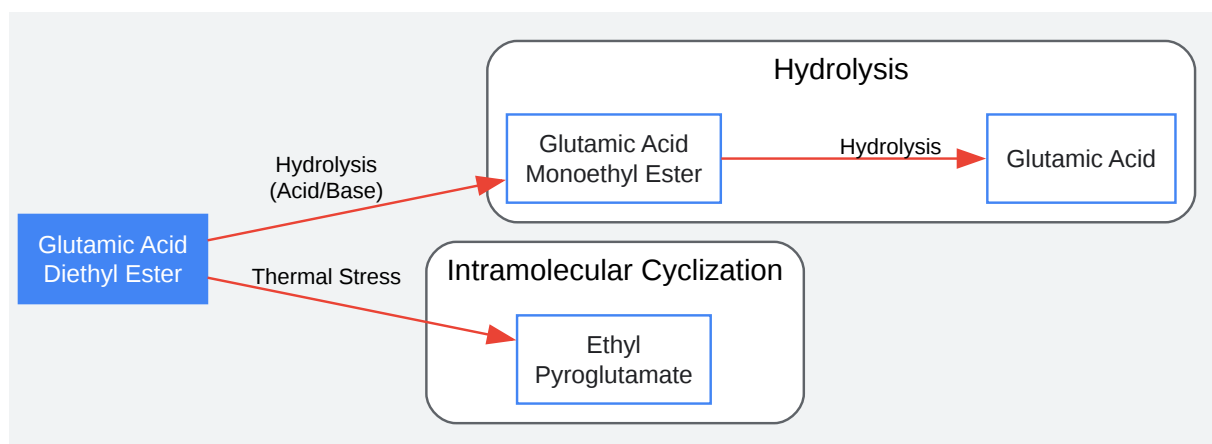 Hydrolysis
Glutamic Acid
Monoethyl Ester
Hydrolysis
Glutamic Acid
Hydrolysis
(Acid/Base)
Glutamic Acid
Diethyl Ester
Thermal Stress
Intramolecular Cyclization
Ethyl
Pyroglutamate